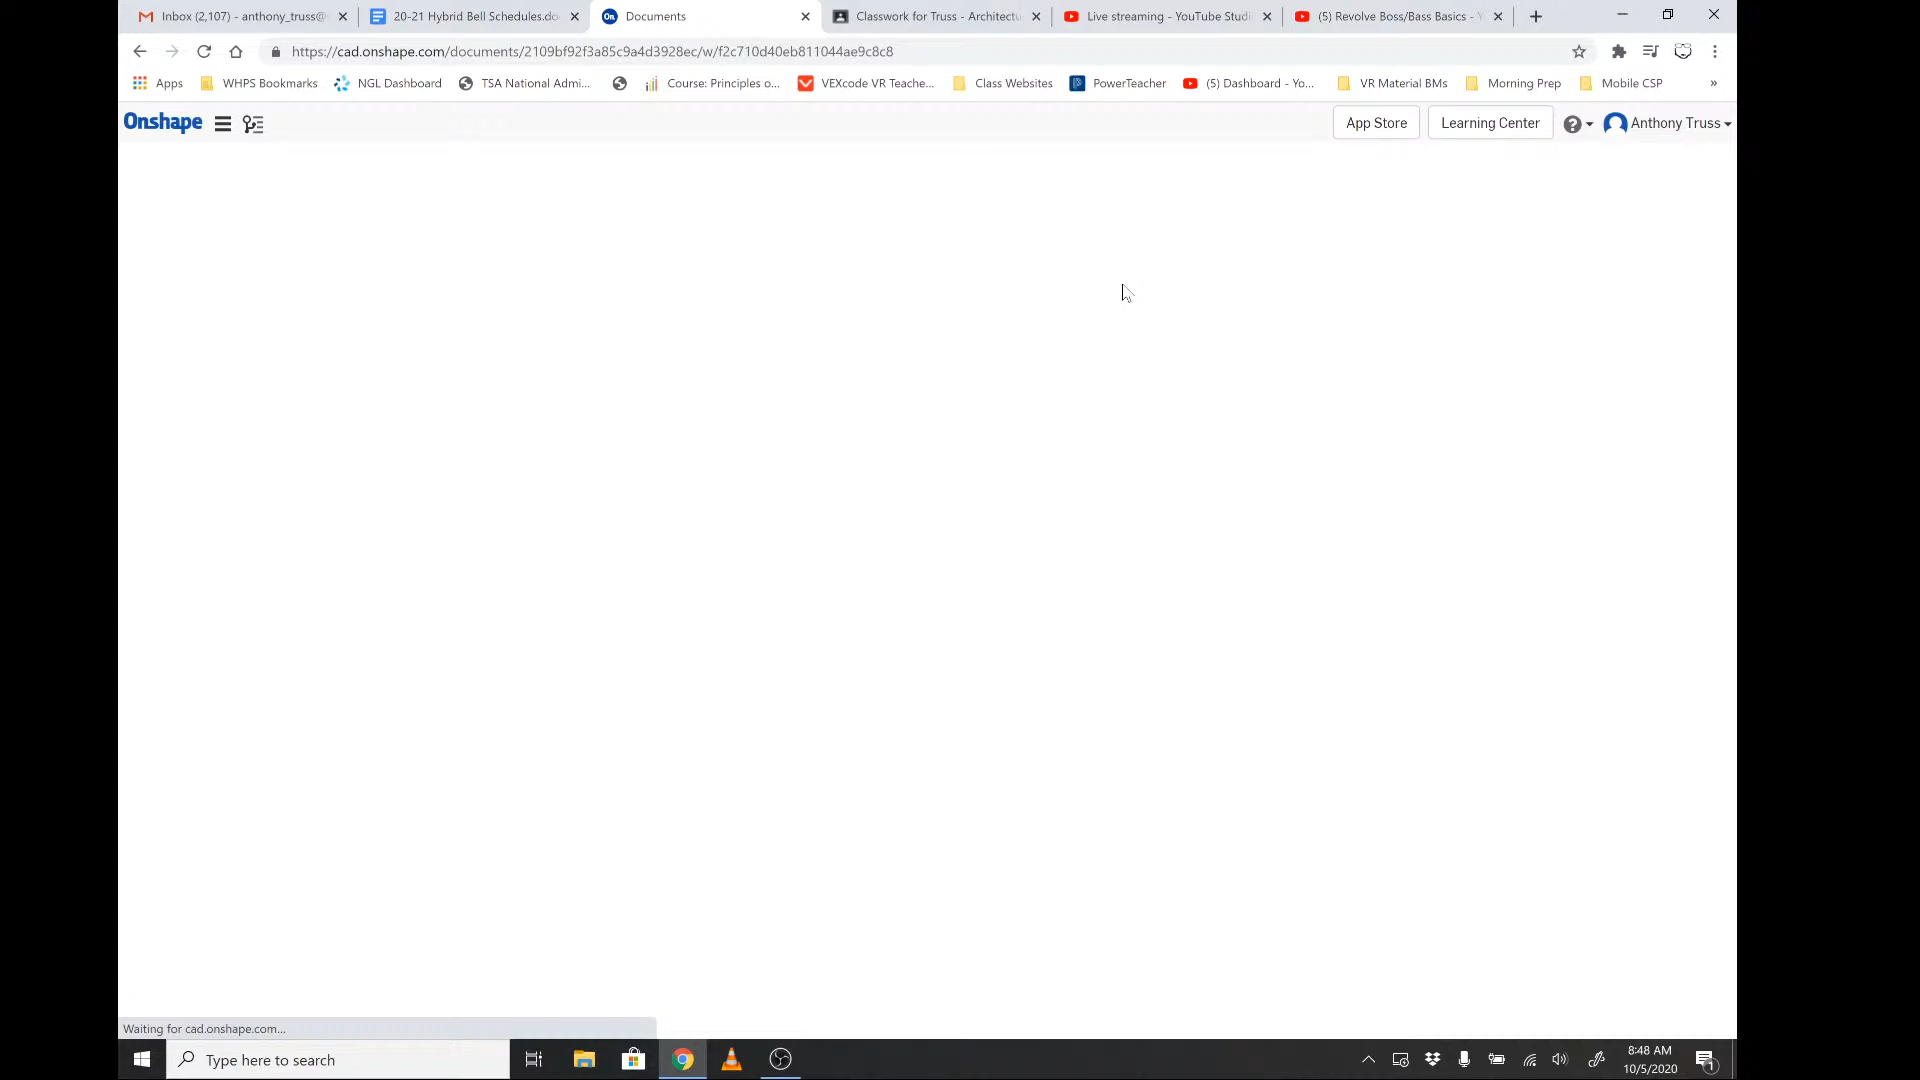 Inbox (2,107) - anthony_truss@
20-21 Hybrid Bell Schedules.do
Documents
Classwork for Truss - Architectu
Live streaming - YouTube Studi
(5) Revolve Boss/Bass Basics - Y
https://cad.onshape.com/documents/2109bf92f3a85c9a4d3928ec/w/f2c710d40eb811044ae9c8c8
Apps
WHPS Bookmarks
NGL Dashboard
TSA National Admi...
Course: Principles o...
VEXcode VR Teache...
Class Websites
PowerTeacher
(5) Dashboard - Yo...
VR Material BMs
Morning Prep
Mobile CSP
»
Onshape
App Store
Learning Center
Anthony Truss
Waiting for cad.onshape.com...
Type here to search
8:48 AM
10/5/2020
1